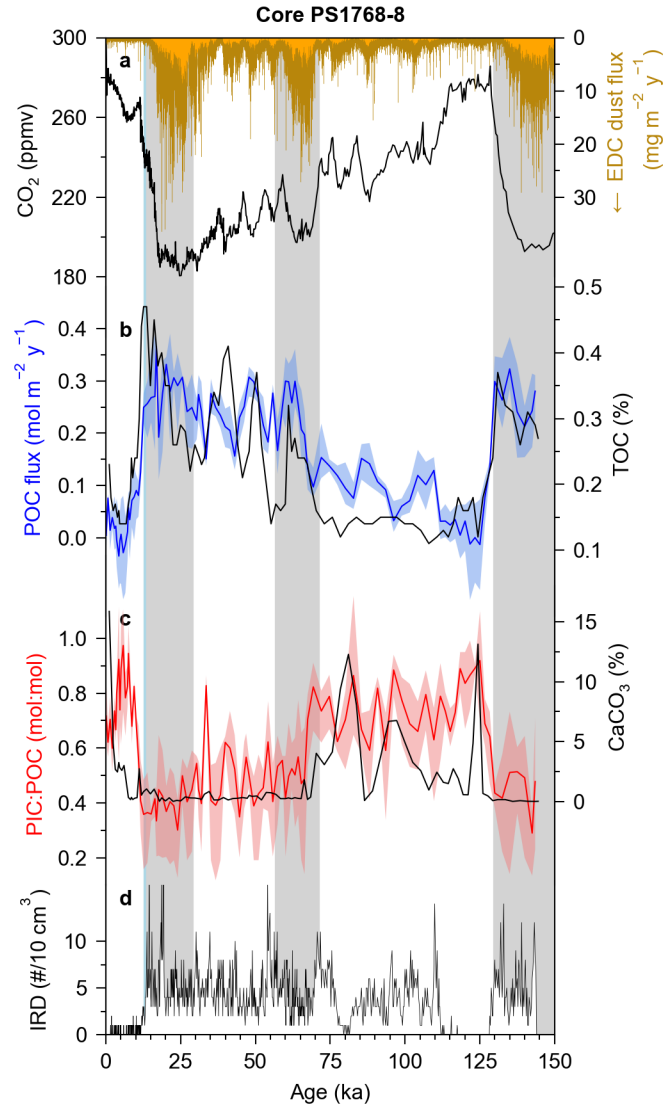 Core PS1768-8
a
300
260
220
180
CO₂ (ppmv)
0
10
20
30
← EDC dust flux
(mg m⁻² y⁻¹)
b
0.4
0.3
0.2
0.1
0.0
POC flux (mol m⁻² y⁻¹)
0.5
0.4
0.3
0.2
0.1
TOC (%)
c
1.0
0.8
0.6
0.4
0.2
PIC:POC (mol:mol)
15
10
5
0
CaCO₃ (%)
d
10
5
0
IRD (#/10 cm³)
0 25 50 75 100 125 150
Age (ka)